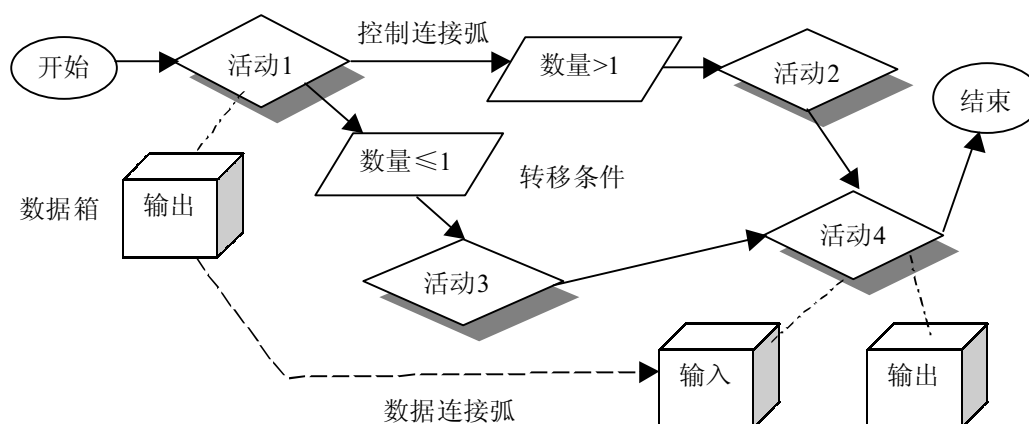 控制连接弧
开始
活动1
数量>1
活动2
结束
数量≤1
转移条件
数据箱
输出
活动4
活动3
输入
输出
数据连接弧